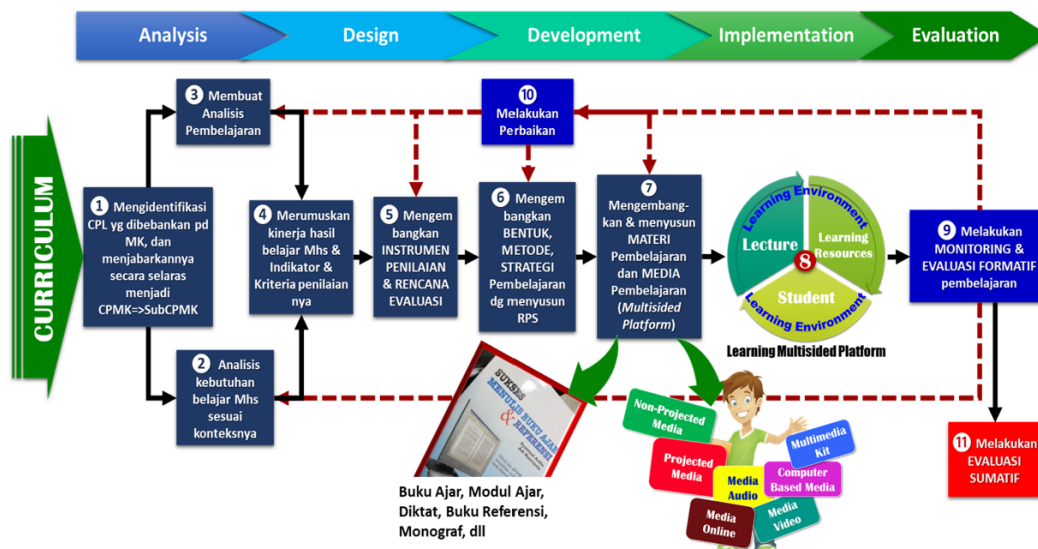 Analysis
Design
Development
Implementation
Evaluation
CURRICULUM
1 Mengidentifikasi
CPL yg dibebankan pd
MK, dan
menjabarkannya
secara selaras
menjadi
CPMK=>SubCPMK
2 Analisis
kebutuhan
belajar Mhs
sesuai
konteksnya
3 Membuat
Analisis
Pembelajaran
4 Merumuskan
kinerja hasil
belajar Mhs &
Indikator &
Kriteria penilaian
nya
5 Mengem
bangkan
INSTRUMEN
PENILAIAN
& RENCANA
EVALUASI
6 Mengem
bangkan
BENTUK,
METODE,
STRATEGI
Pembelajaran
dg menyusun
RPS
7
Mengembang-
kan & menyusun
MATERI
Pembelajaran
dan MEDIA
Pembelajaran
(Multisided
Platform)
Learning Environment
Lecture
Learning
Resources
8
Student
Learning Environment
Learning Multisided Platform
9 Melakukan
MONITORING &
EVALUASI FORMATIF
pembelajaran
10
Melakukan
Perbaikan
11 Melakukan
EVALUASI
SUMATIF
SUKSES
MENULIS BUKU AJAR
& REFERENSI
Buku Ajar, Modul Ajar,
Diktat, Buku Referensi,
Monograf, dll
Non-Projected
Media
Projected
Media
Media
Audio
Multimedia
Kit
Computer
Based Media
Media
Online
Media
Video